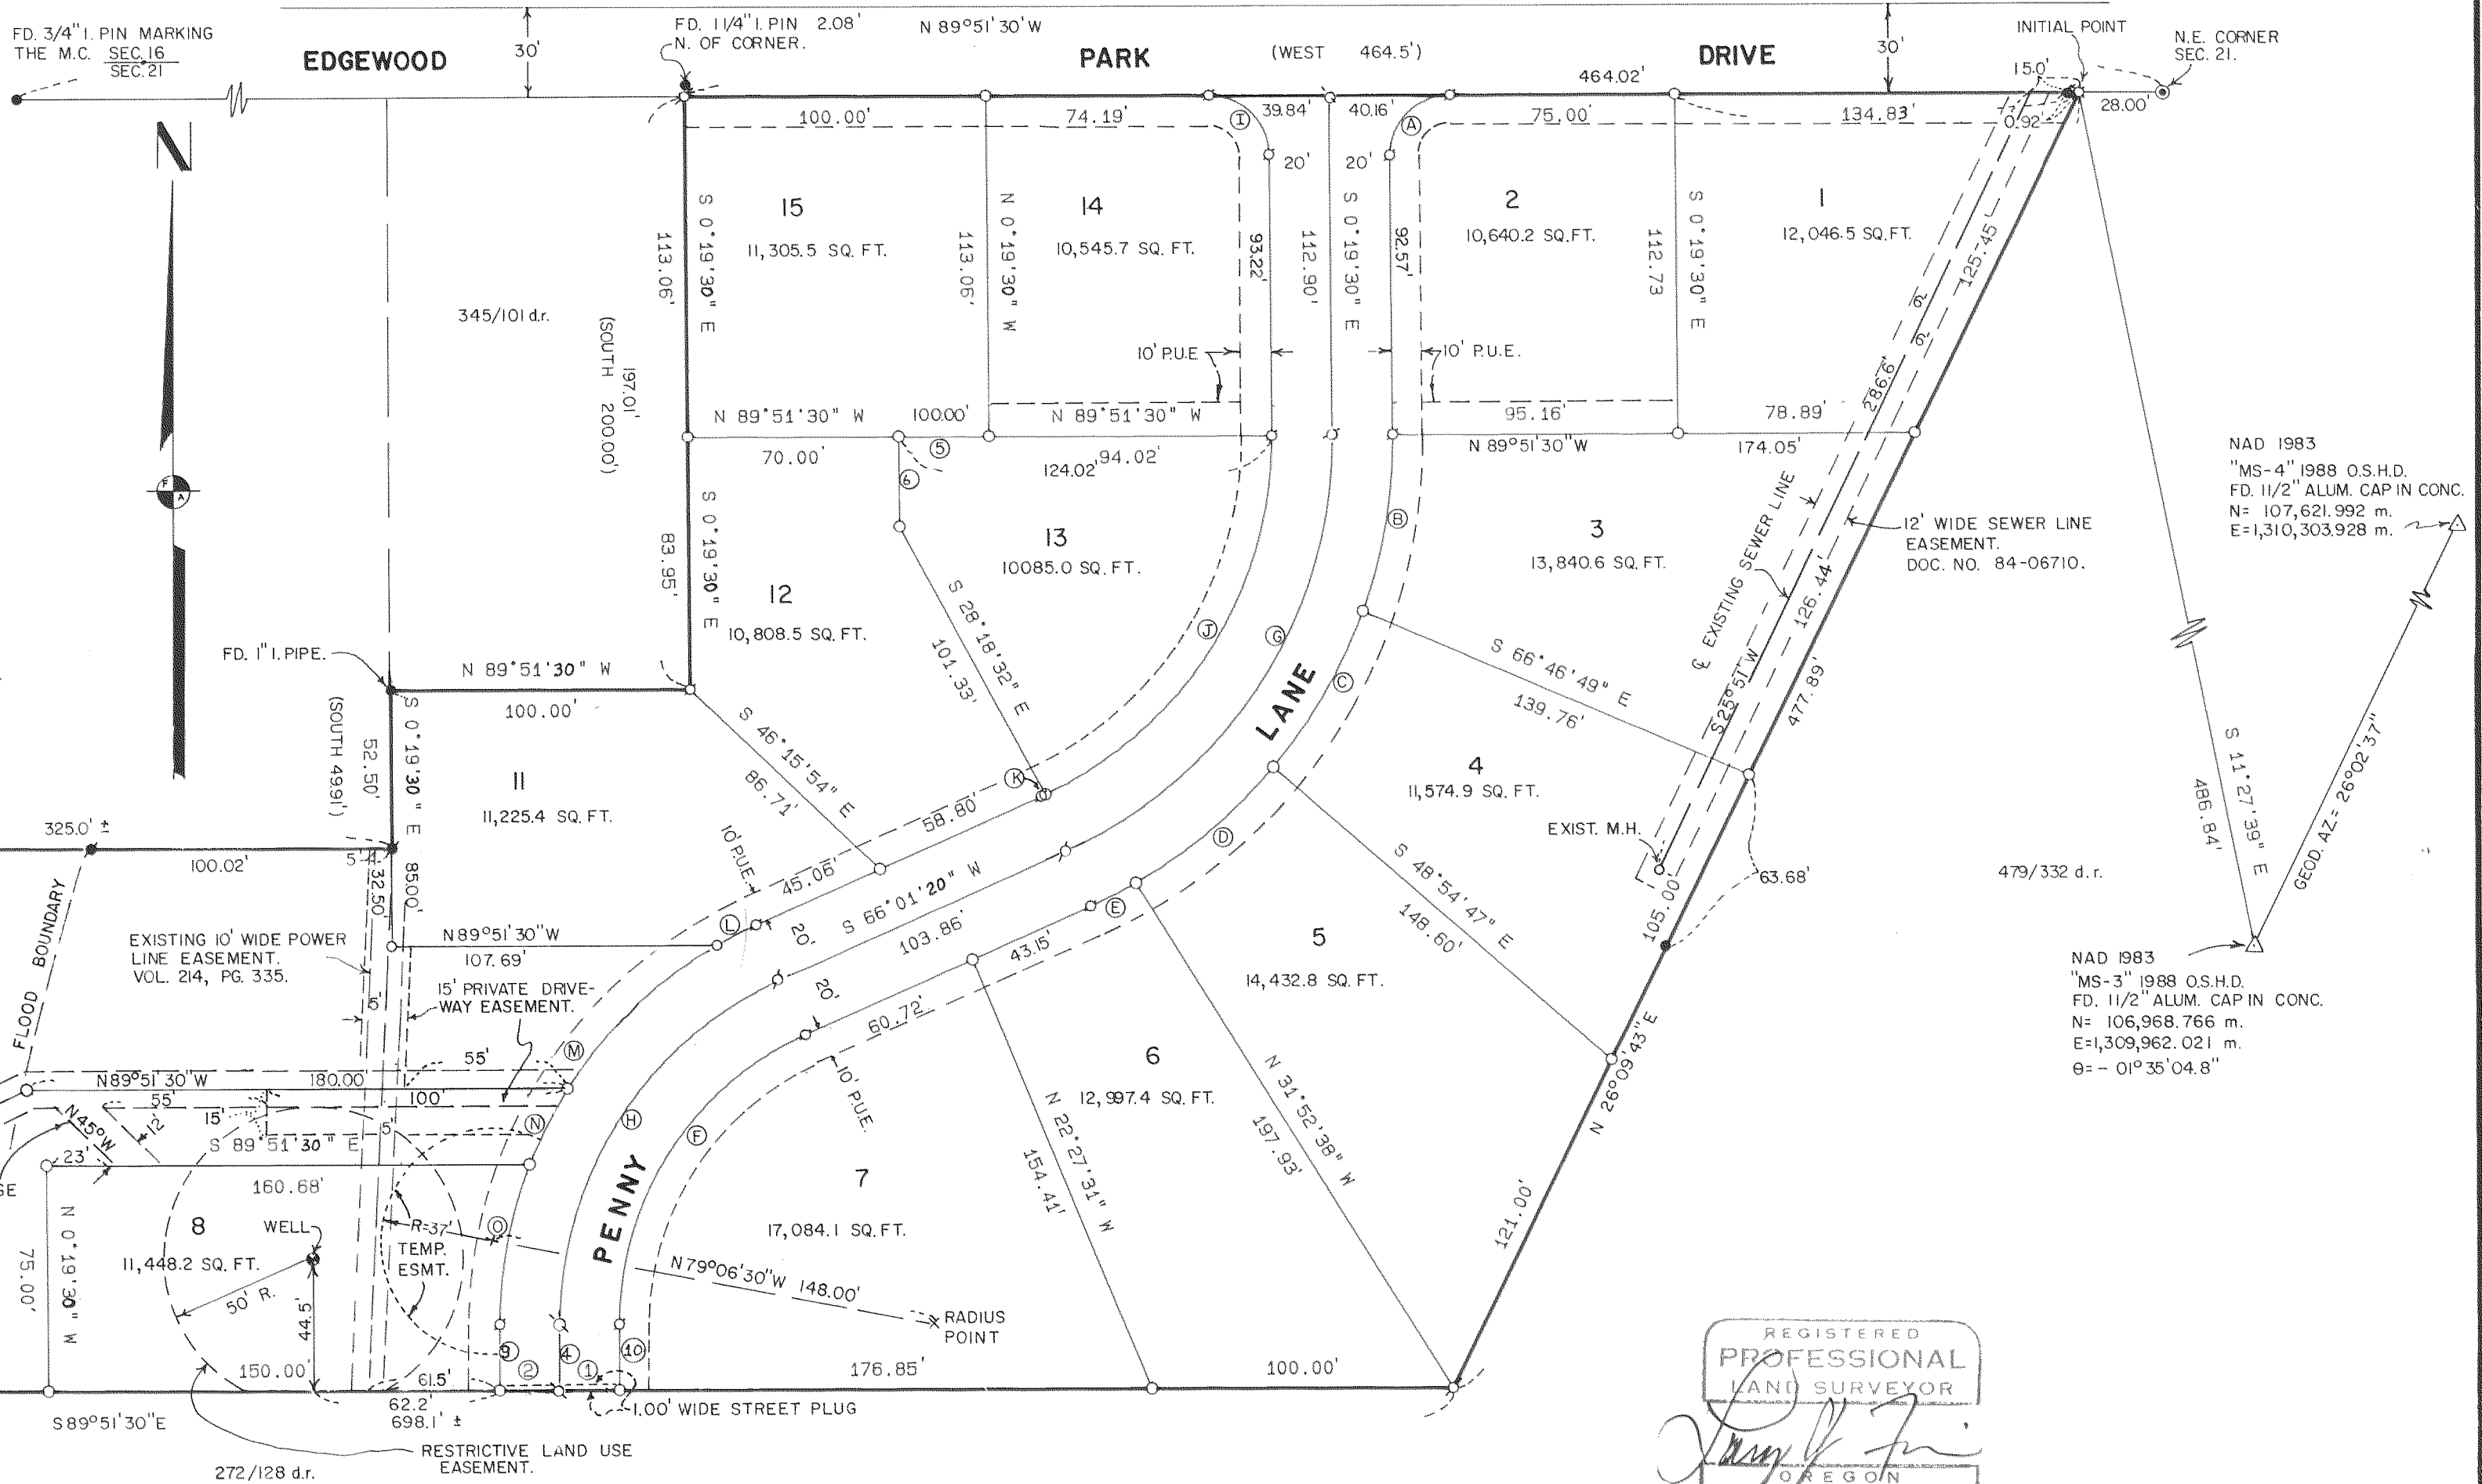 FD. 3/4" I. PIN MARKING
THE M.C. SEC. 16
SEC. 21
EDGEWOOD
30'
FD. 1 1/4" I. PIN 2.08'
N. OF CORNER.
N 89°51'30" W
PARK
(WEST 464.5')
DRIVE
464.02'
30'
INITIAL POINT
N.E. CORNER
SEC. 21.
15.0'
28.00'
0.92'
100.00'
74.19'
39.84'
40.16'
75.00'
134.83'
I
A
20'
20'
N
15
11,305.5 SQ. FT.
14
10,545.7 SQ. FT.
2
10,640.2 SQ. FT.
1
12,046.5 SQ. FT.
113.06'
S 0°19'30" E
113.06'
N 0°19'30" W
93.22'
112.90'
S 0°19'30" E
92.57'
112.73
S 0°19'30" E
125.45'
6'
6'
286.6'
345/101 d.r.
197.01'
(SOUTH 200.00')
10' P.U.E
10' P.U.E.
N 89°51'30" W
100.00'
N 89°51'30" W
95.16'
78.89'
70.00'
5
124.02'
94.02'
N 89°51'30" W
174.05'
6
F A
83.95'
S 0°19'30" E
12
10,808.5 SQ. FT.
13
10085.0 SQ. FT.
B
3
13,840.6 SQ. FT.
℄ EXISTING SEWER LINE
12' WIDE SEWER LINE
EASEMENT.
DOC. NO. 84-06710.
NAD 1983
"MS-4" 1988 O.S.H.D.
FD. 1 1/2" ALUM. CAP IN CONC.
N= 107,621.992 m.
E=1,310,303.928 m.
126.44'
477.89'
S 28°18'32" E
101.33'
J
G
C
LANE
S 66°46'49" E
139.76'
S 25°51' W
FD. 1" I. PIPE.
N 89°51'30" W
100.00'
S 0°19'30" E
52.50'
(SOUTH 49.91')
S 46°15'54" E
86.71'
11
11,225.4 SQ. FT.
K
58.80'
4
11,574.9 SQ. FT.
EXIST. M.H.
63.68'
105.00'
479/332 d.r.
S 11°27'39" E
486.84'
GEOD. AZ.= 26°02'37"
325.0' ±
100.02'
5'
32.50'
85.00'
10' P.U.E.
45.06'
L
20'
S 66°01'20" W
103.86'
D
E
S 48°54'47" E
148.60'
FLOOD BOUNDARY
EXISTING 10' WIDE POWER
LINE EASEMENT.
VOL. 214, PG. 335.
N 89°51'30" W
107.69'
15' PRIVATE DRIVE-
WAY EASEMENT.
5'
20'
43.15'
60.72'
5
14,432.8 SQ. FT.
NAD 1983
"MS-3" 1988 O.S.H.D.
FD. 1 1/2" ALUM. CAP IN CONC.
N= 106,968.766 m.
E=1,309,962.021 m.
θ= - 01°35'04.8"
N 89°51'30" W
180.00'
55'
M
55'
100'
15'
N 45° W
12'
5'
S 89°51'30" E
23'
N
H
F
10' P.U.E.
6
12,997.4 SQ. FT.
N 31°52'38" W
197.93'
N 26°09'43" E
N 22°27'31" W
154.41'
121.00'
160.68'
8
11,448.2 SQ. FT.
WELL
N 0°19'30" W
75.00'
R=37'
TEMP.
ESMT.
O
PENNY
7
17,084.1 SQ. FT.
N 79°06'30" W 148.00'
RADIUS
POINT
50' R.
44.5'
150.00'
9
2
4
1
10
176.85'
100.00'
61.5'
62.2'
698.1' ±
1.00' WIDE STREET PLUG
S 89°51'30" E
RESTRICTIVE LAND USE
EASEMENT.
272/128 d.r.
REGISTERED
PROFESSIONAL
LAND SURVEYOR
OREGON